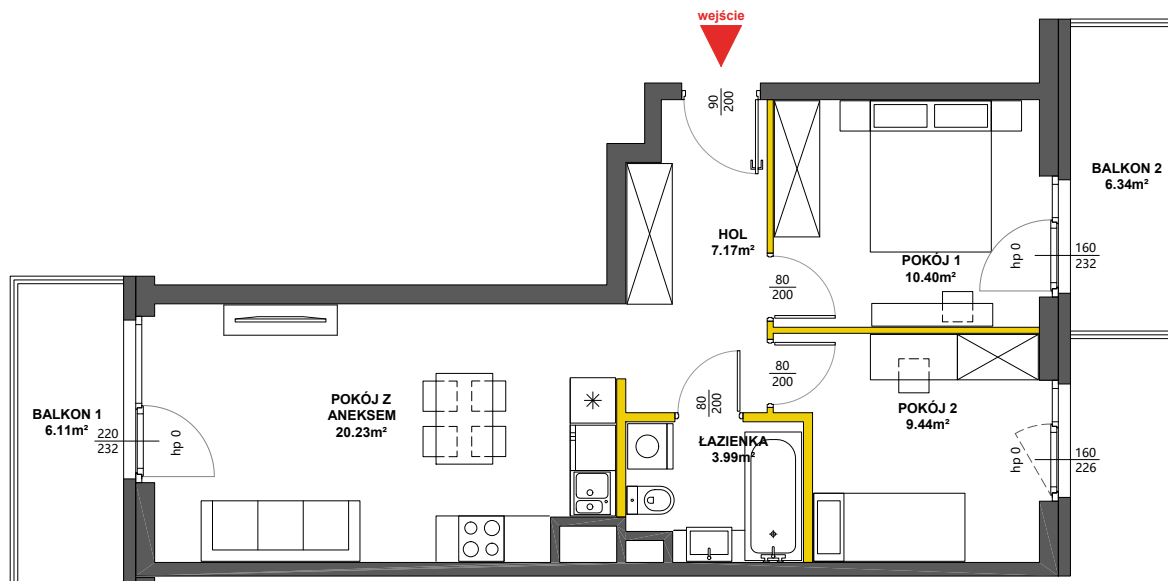 wejście
90
200
BALKON 2
6.34m²
HOL
7.17m²
POKÓJ 1
10.40m²
hp 0
160
232
80
200
80
200
80
200
POKÓJ Z
ANEKSEM
20.23m²
BALKON 1
6.11m²
220
232
hp 0
POKÓJ 2
9.44m²
ŁAZIENKA
3.99m²
hp 0
160
226